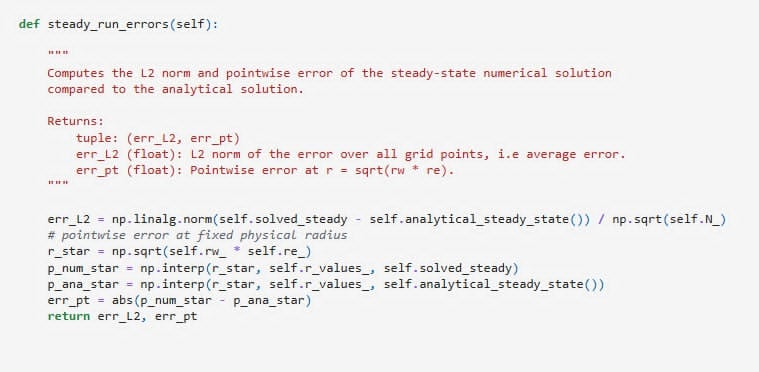 def steady_run_errors(self):
"""
Computes the L2 norm and pointwise error of the steady-state numerical solution
compared to the analytical solution.
Returns:
tuple: (err_L2, err_pt)
err_L2 (float): L2 norm of the error over all grid points, i.e average error.
err_pt (float): Pointwise error at r = sqrt(rw * re).
"""
err_L2 = np.linalg.norm(self.solved_steady - self.analytical_steady_state()) / np.sqrt(self.N_)
# pointwise error at fixed physical radius
r_star = np.sqrt(self.rw_ * self.re_)
p_num_star = np.interp(r_star, self.r_values_, self.solved_steady)
p_ana_star = np.interp(r_star, self.r_values_, self.analytical_steady_state())
err_pt = abs(p_num_star - p_ana_star)
return err_L2, err_pt